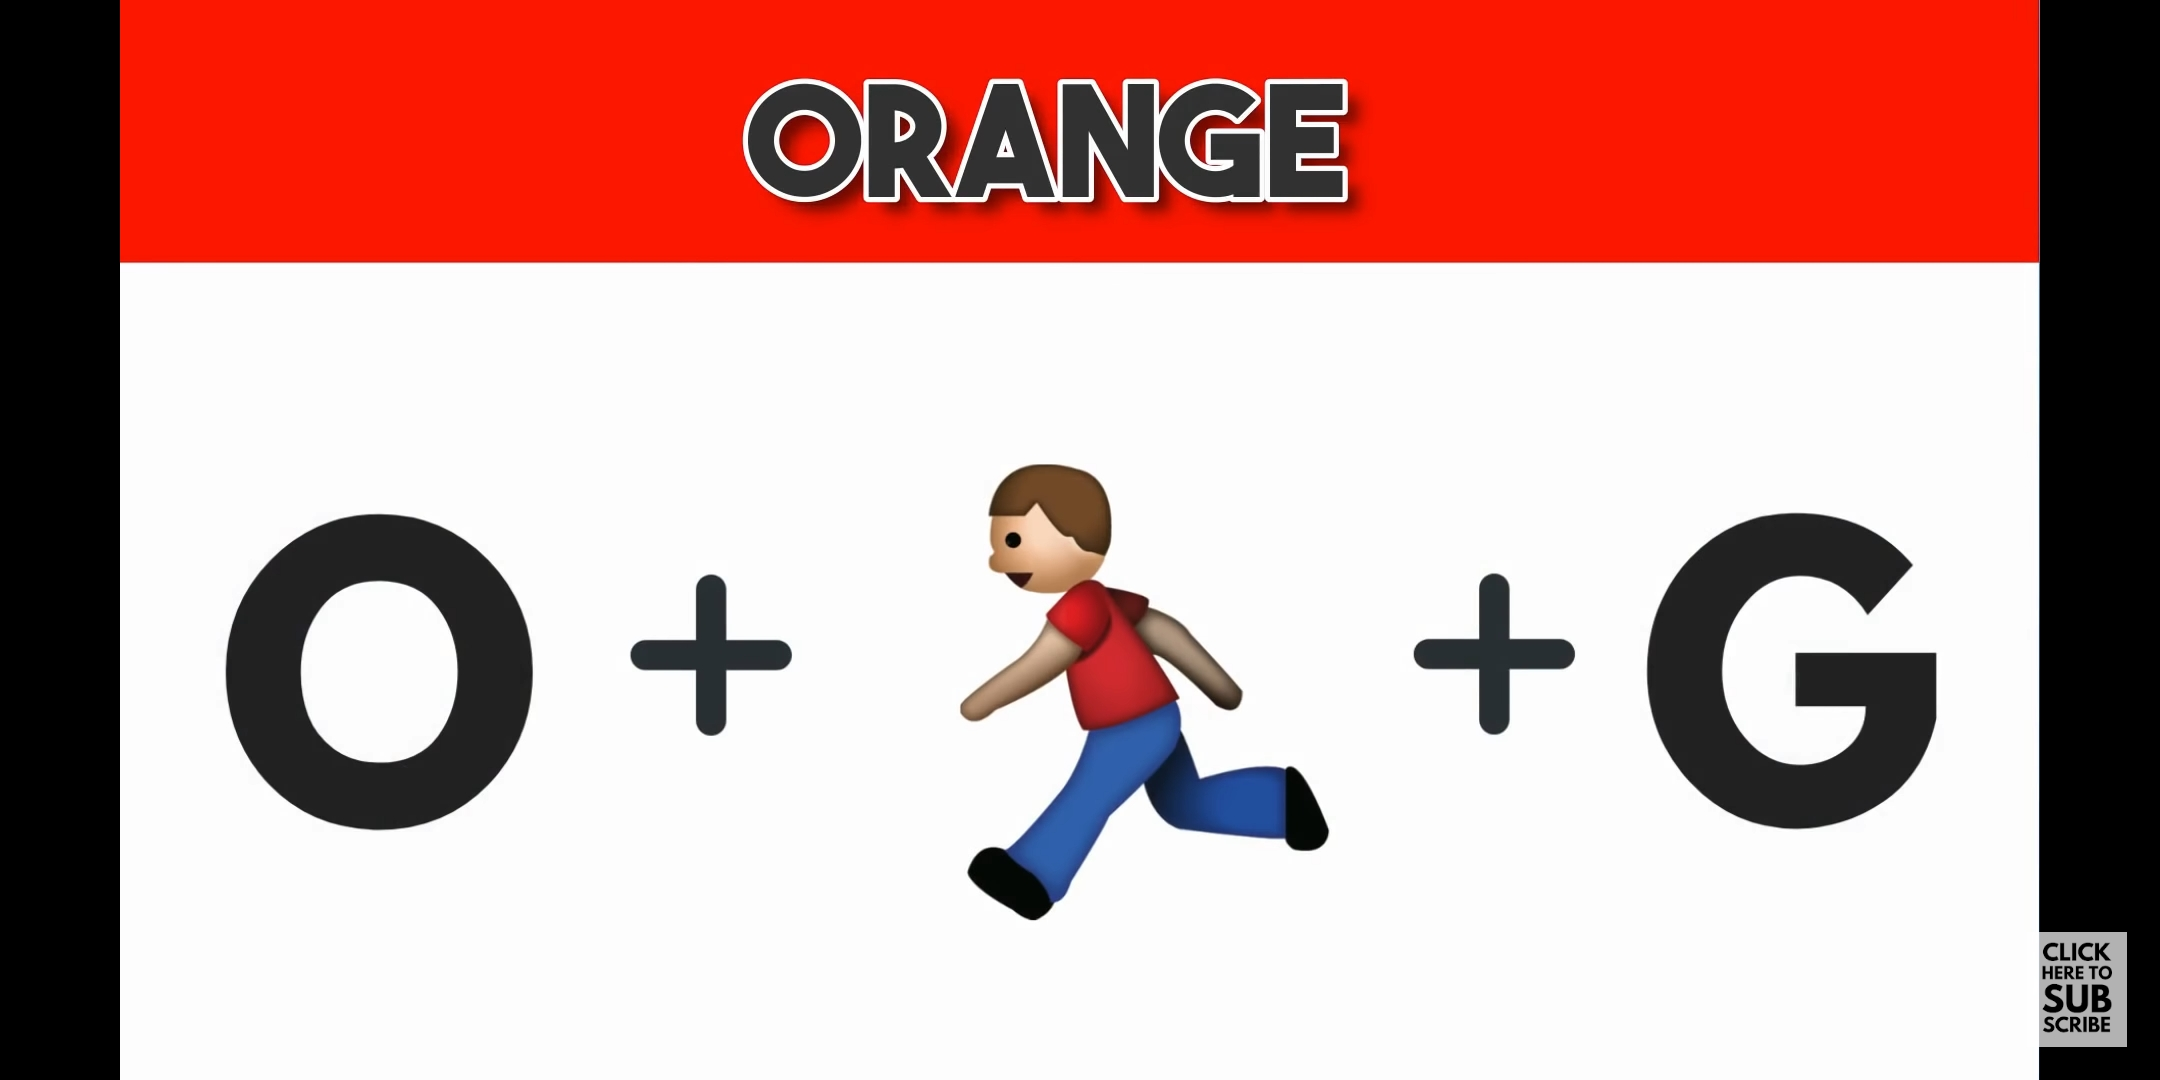 ORANGE
O + + G
CLICK
HERE TO
SUB
SCRIBE